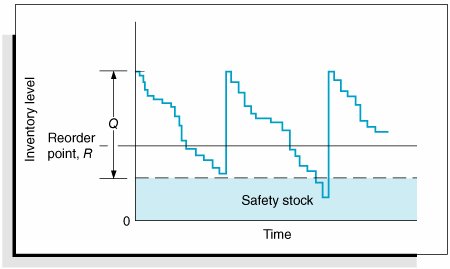 Inventory level
Q
Reorder
point, R
Safety stock
0
Time